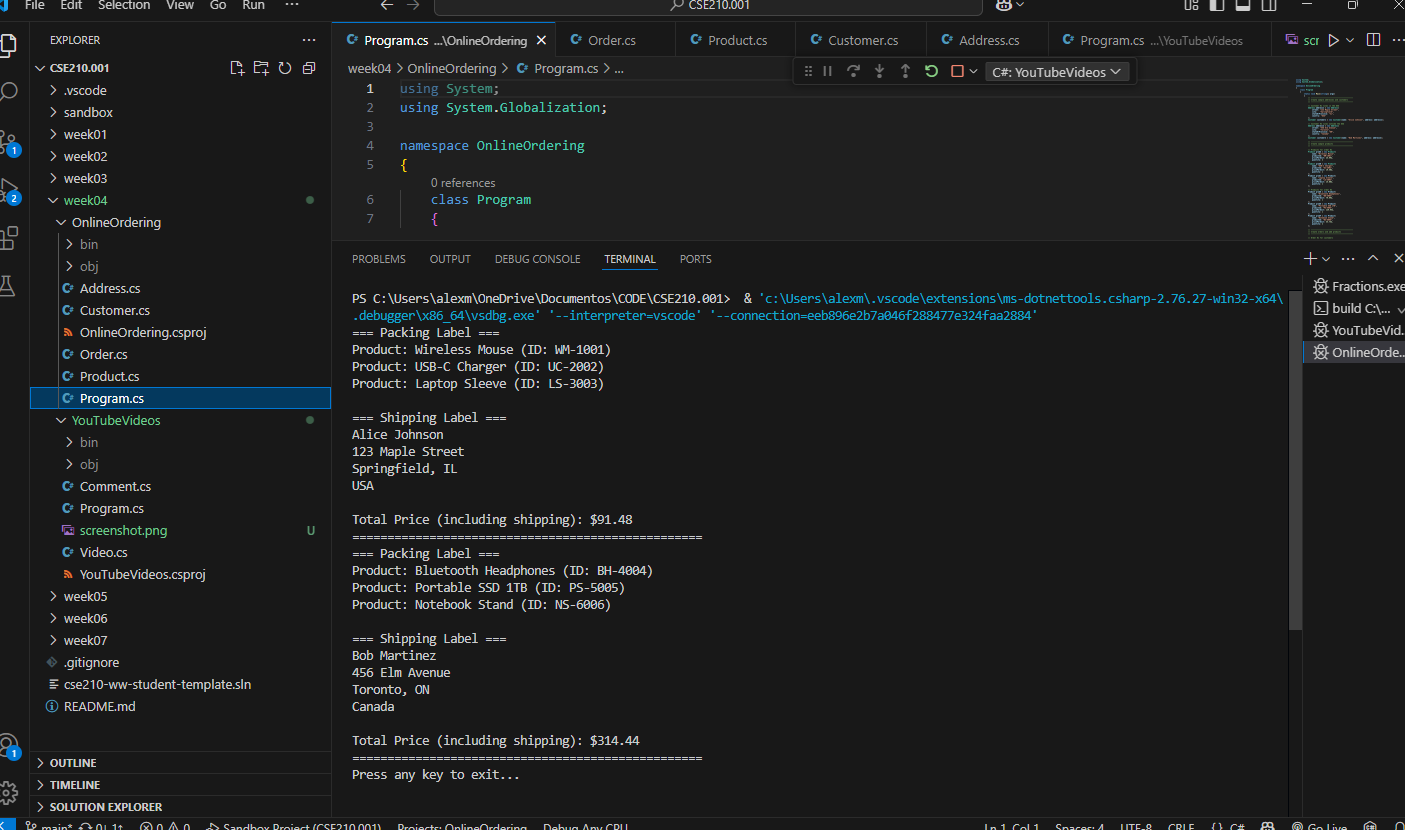 File Edit Selection View Go Run ··· CSE210.001
EXPLORER ···
CSE210.001
.vscode
sandbox
week01
week02
week03
week04
OnlineOrdering
bin
obj
Address.cs
Customer.cs
OnlineOrdering.csproj
Order.cs
Product.cs
Program.cs
YouTubeVideos
bin
obj
Comment.cs
Program.cs
screenshot.png U
Video.cs
YouTubeVideos.csproj
week05
week06
week07
.gitignore
cse210-ww-student-template.sln
README.md
OUTLINE
TIMELINE
SOLUTION EXPLORER
1
2
1
Program.cs ...\OnlineOrdering Order.cs Product.cs Customer.cs Address.cs Program.cs ...\YouTubeVideos scr
week04 > OnlineOrdering > Program.cs > ...
C#: YouTubeVideos
1 using System;
2 using System.Globalization;
3
4 namespace OnlineOrdering
5 {
0 references
6 class Program
7 {
PROBLEMS OUTPUT DEBUG CONSOLE TERMINAL PORTS
PS C:\Users\alexm\OneDrive\Documentos\CODE\CSE210.001> & 'c:\Users\alexm\.vscode\extensions\ms-dotnettools.csharp-2.76.27-win32-x64\
.debugger\x86_64\vsdbg.exe' '--interpreter=vscode' '--connection=eeb896e2b7a046f288477e324faa2884'
=== Packing Label ===
Product: Wireless Mouse (ID: WM-1001)
Product: USB-C Charger (ID: UC-2002)
Product: Laptop Sleeve (ID: LS-3003)
=== Shipping Label ===
Alice Johnson
123 Maple Street
Springfield, IL
USA
Total Price (including shipping): $91.48
==================================================
=== Packing Label ===
Product: Bluetooth Headphones (ID: BH-4004)
Product: Portable SSD 1TB (ID: PS-5005)
Product: Notebook Stand (ID: NS-6006)
=== Shipping Label ===
Bob Martinez
456 Elm Avenue
Toronto, ON
Canada
Total Price (including shipping): $314.44
==================================================
Press any key to exit...
Fractions.exe
build C:\...
YouTubeVid...
OnlineOrde...
main* 0↓ 1↑ 0 0 Sandbox Project (CSE210.001) Projects: OnlineOrdering Debug Any CPU Ln 1, Col 1 Spaces: 4 UTF-8 CRLF {} C# Go Live